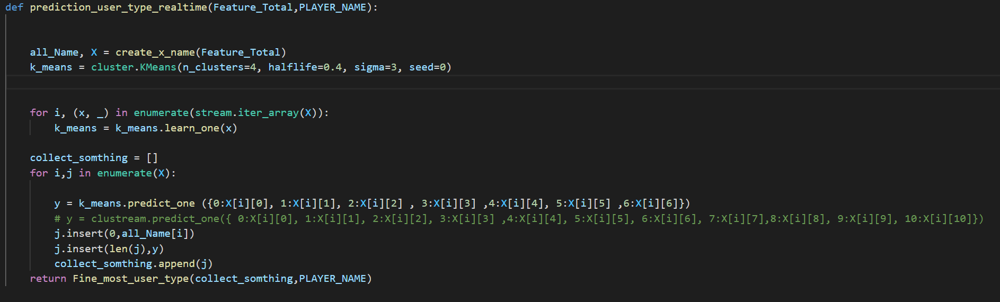 def prediction_user_type_realtime(Feature_Total,PLAYER_NAME):
all_Name, X = create_x_name(Feature_Total)
k_means = cluster.KMeans(n_clusters=4, halflife=0.4, sigma=3, seed=0)
for i, (x, _) in enumerate(stream.iter_array(X)):
k_means = k_means.learn_one(x)
collect_somthing = []
for i,j in enumerate(X):
y = k_means.predict_one ({0:X[i][0], 1:X[i][1], 2:X[i][2] , 3:X[i][3] ,4:X[i][4], 5:X[i][5] ,6:X[i][6]})
# y = clustream.predict_one({ 0:X[i][0], 1:X[i][1], 2:X[i][2], 3:X[i][3] ,4:X[i][4], 5:X[i][5], 6:X[i][6], 7:X[i][7],8:X[i][8], 9:X[i][9], 10:X[i][10]})
j.insert(0,all_Name[i])
j.insert(len(j),y)
collect_somthing.append(j)
return Fine_most_user_type(collect_somthing,PLAYER_NAME)